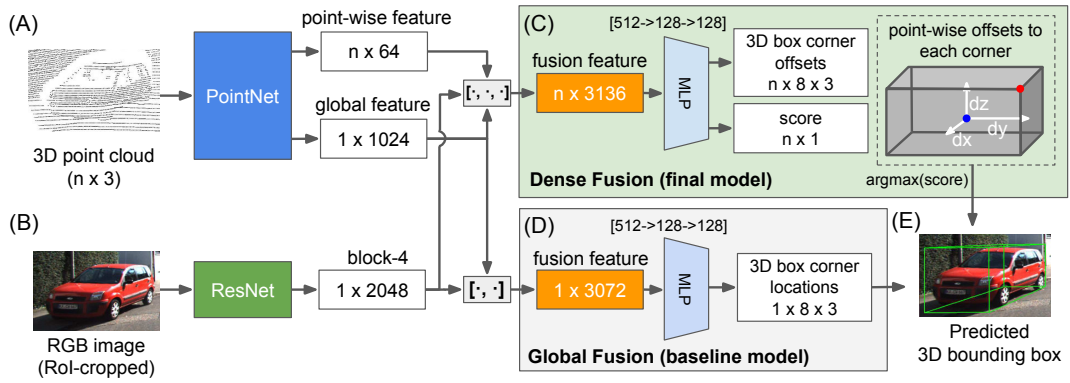 (A)
3D point cloud
(n x 3)
PointNet
point-wise feature
n x 64
global feature
1 x 1024
[·, ·, ·]
(B)
RGB image
(RoI-cropped)
ResNet
block-4
1 x 2048
[·, ·]
(C)
[512->128->128]
fusion feature
n x 3136
MLP
3D box corner
offsets
n x 8 x 3
score
n x 1
point-wise offsets to
each corner
dz
dy
dx
Dense Fusion (final model)
argmax(score)
(D)
[512->128->128]
fusion feature
1 x 3072
MLP
3D box corner
locations
1 x 8 x 3
Global Fusion (baseline model)
(E)
Predicted
3D bounding box